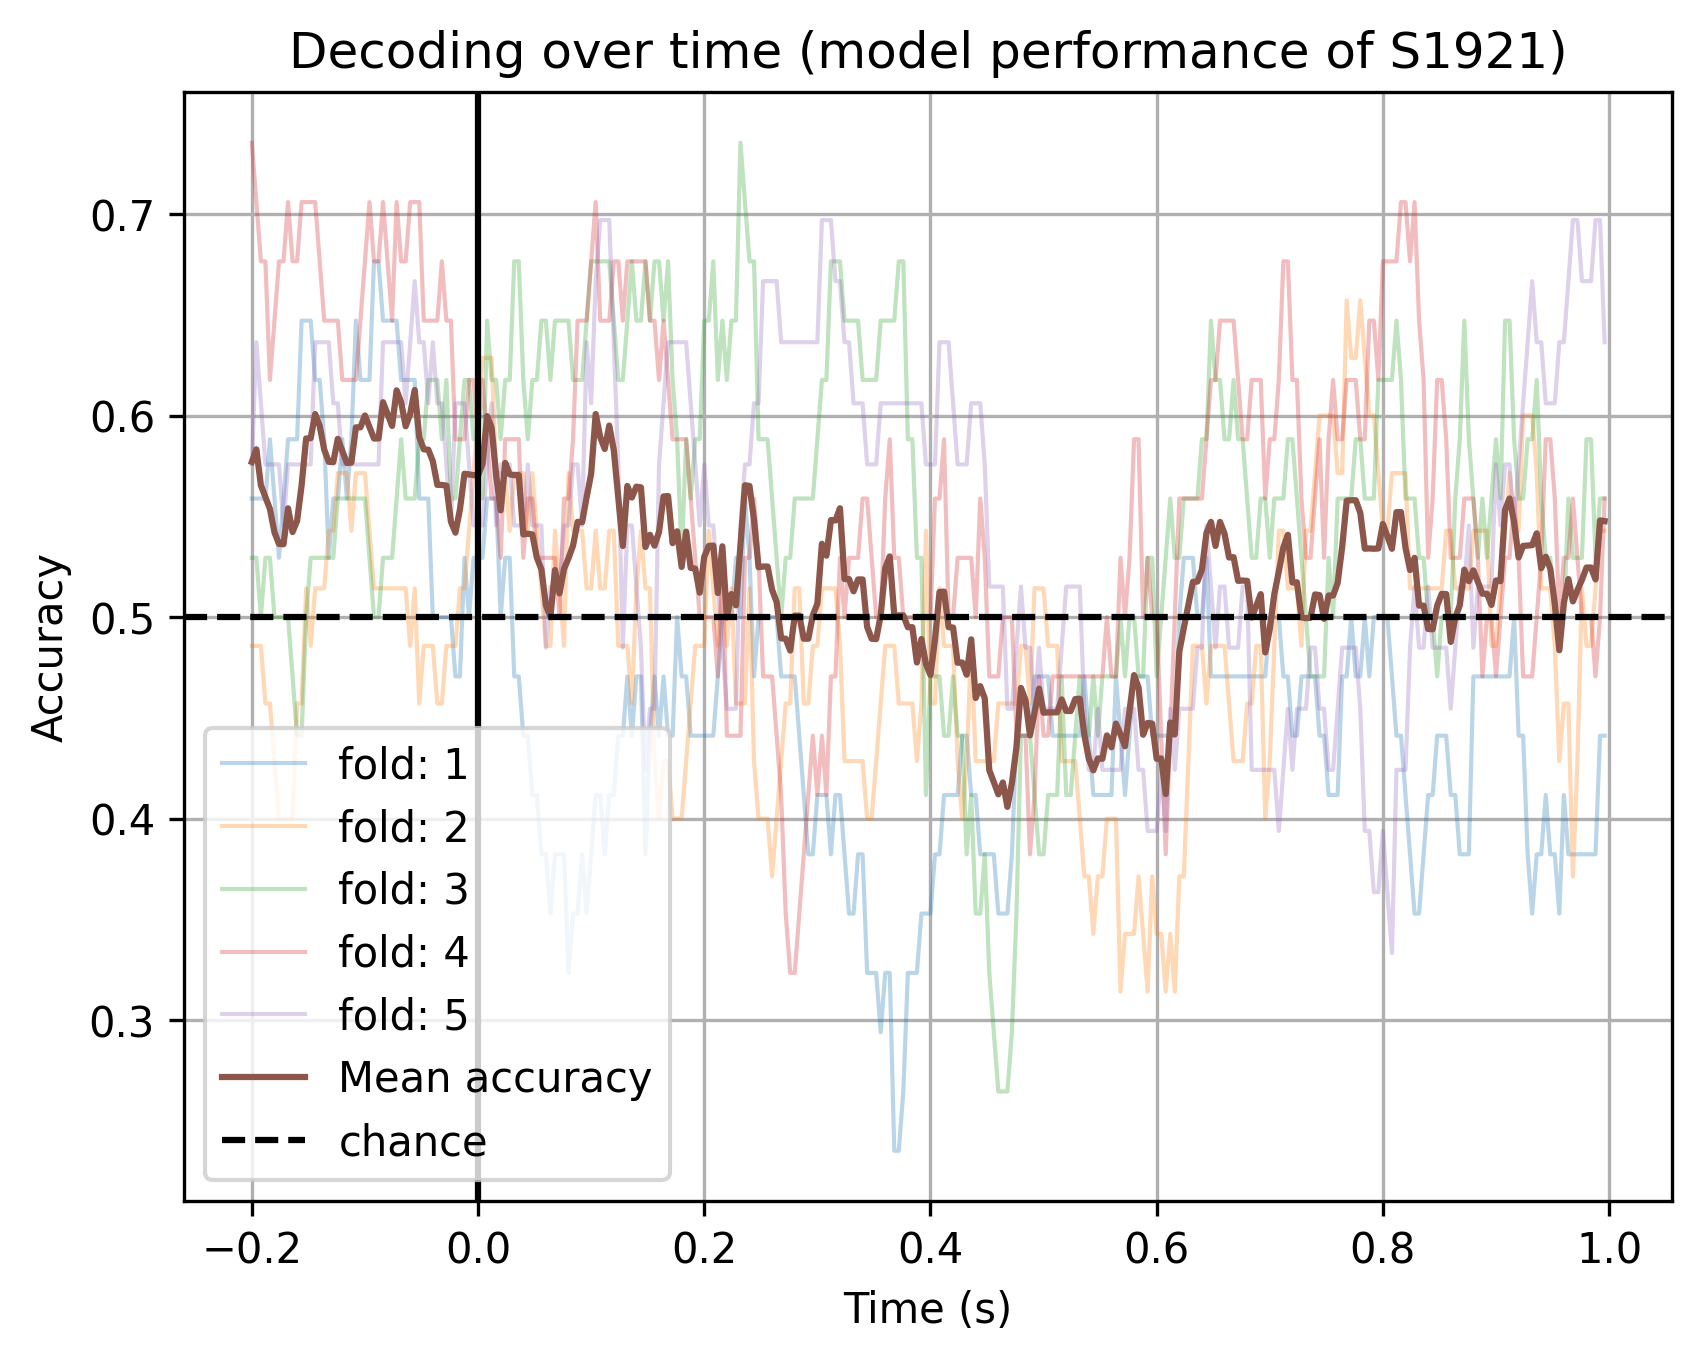 Decoding over time (model performance of S1921)
Accuracy
0.7
0.6
0.5
0.4
0.3
fold: 1
fold: 2
fold: 3
fold: 4
fold: 5
Mean accuracy
chance
−0.2 0.0 0.2 0.4 0.6 0.8 1.0
Time (s)